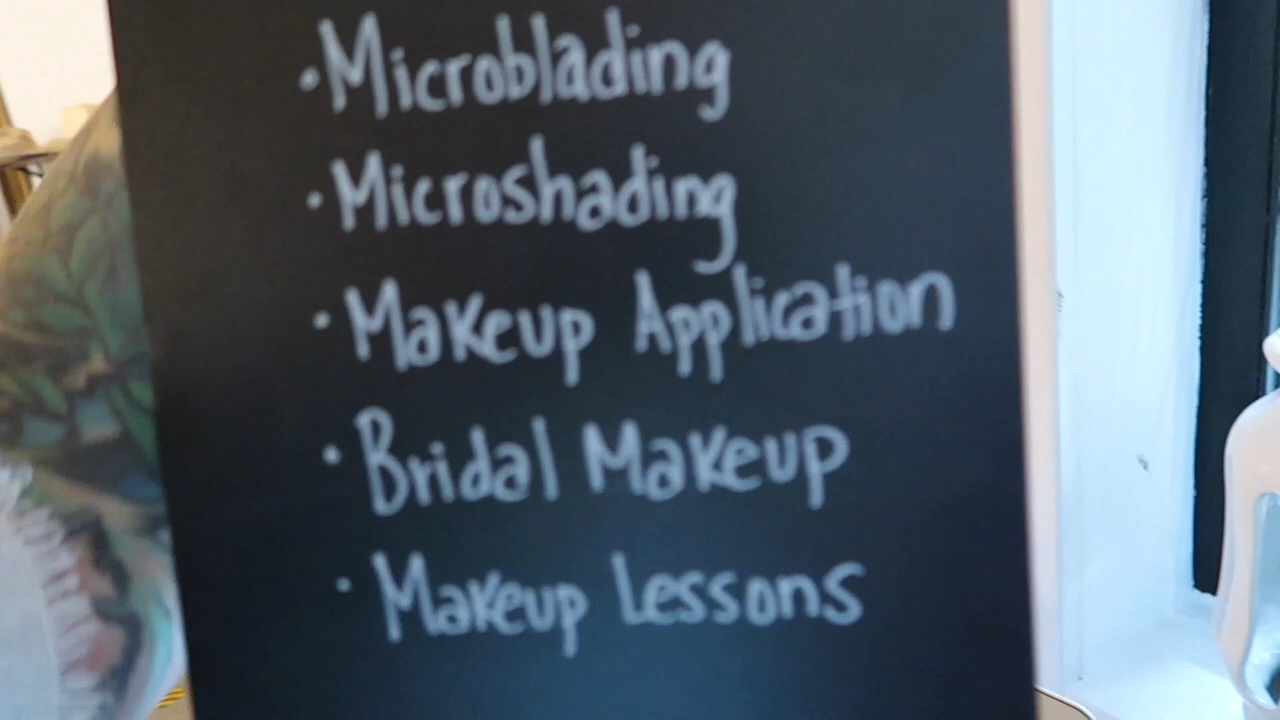 ·Microblading
·Microshading
·Makeup Application
·Bridal Makeup
·Makeup Lessons